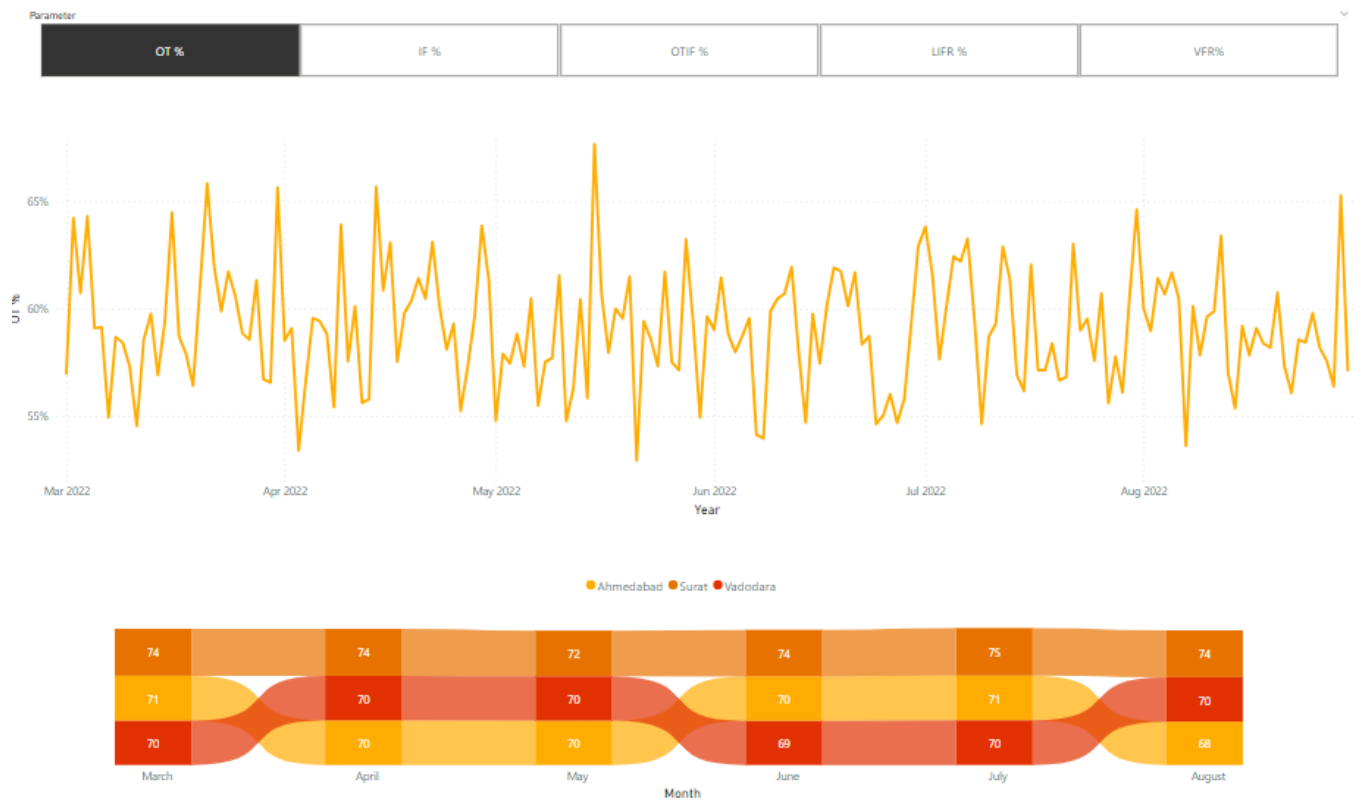 Parameter
OT % IF % OTIF % LIFR % VFR%
65%
60%
55%
OT %
Mar 2022 Apr 2022 May 2022 Jun 2022 Jul 2022 Aug 2022
Year
Ahmedabad Surat Vadodara
74 74 72 74 75 74
71 70 70 70 71 70
70 70 70 69 70 68
March April May June July August
Month